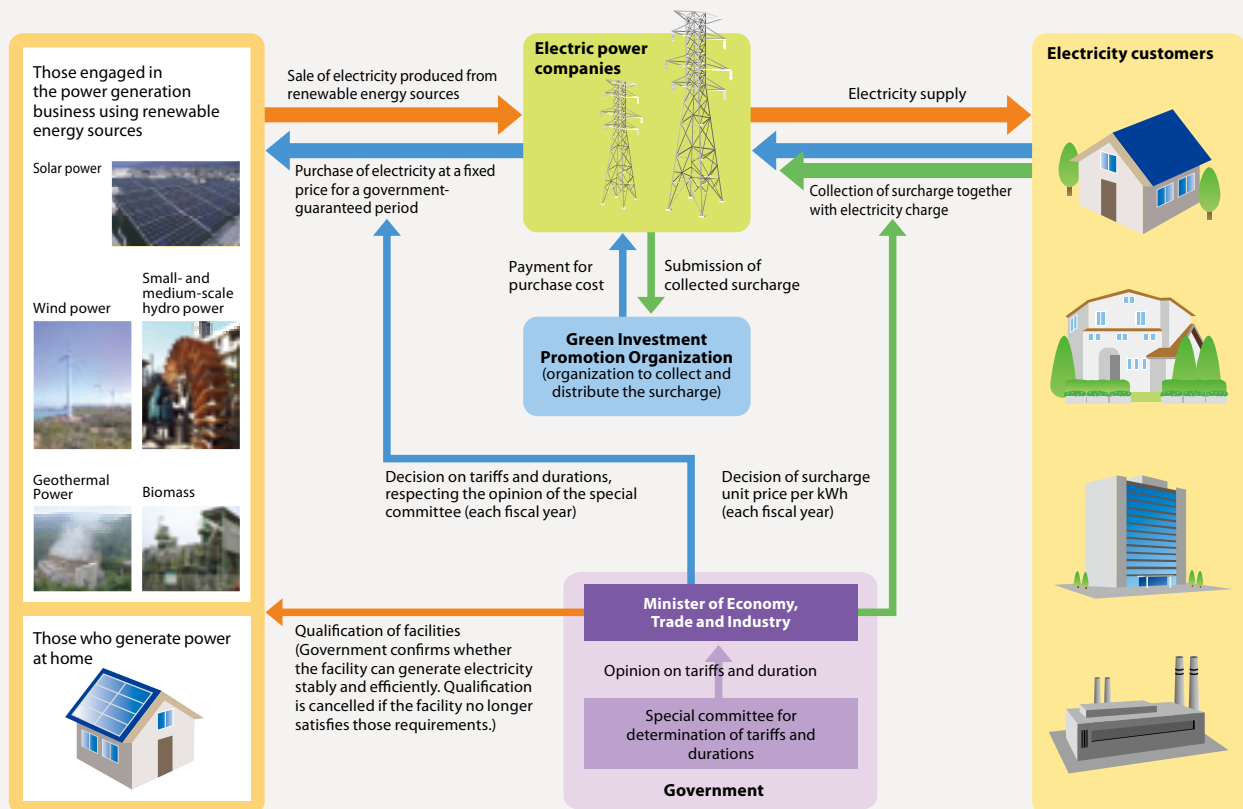 Those engaged in
the power generation
business using renewable
energy sources
Solar power
Wind power
Small- and
medium-scale
hydro power
Geothermal
Power
Biomass
Those who generate power
at home
Sale of electricity produced from
renewable energy sources
Purchase of electricity at a fixed
price for a government-
guaranteed period
Electric power
companies
Electricity supply
Collection of surcharge together
with electricity charge
Electricity customers
Payment for
purchase cost
Submission of
collected surcharge
Green Investment
Promotion Organization
(organization to collect and
distribute the surcharge)
Decision on tariffs and durations,
respecting the opinion of the special
committee (each fiscal year)
Decision of surcharge
unit price per kWh
(each fiscal year)
Qualification of facilities
(Government confirms whether
the facility can generate electricity
stably and efficiently. Qualification
is cancelled if the facility no longer
satisfies those requirements.)
Minister of Economy,
Trade and Industry
Opinion on tariffs and duration
Special committee for
determination of tariffs and
durations
Government